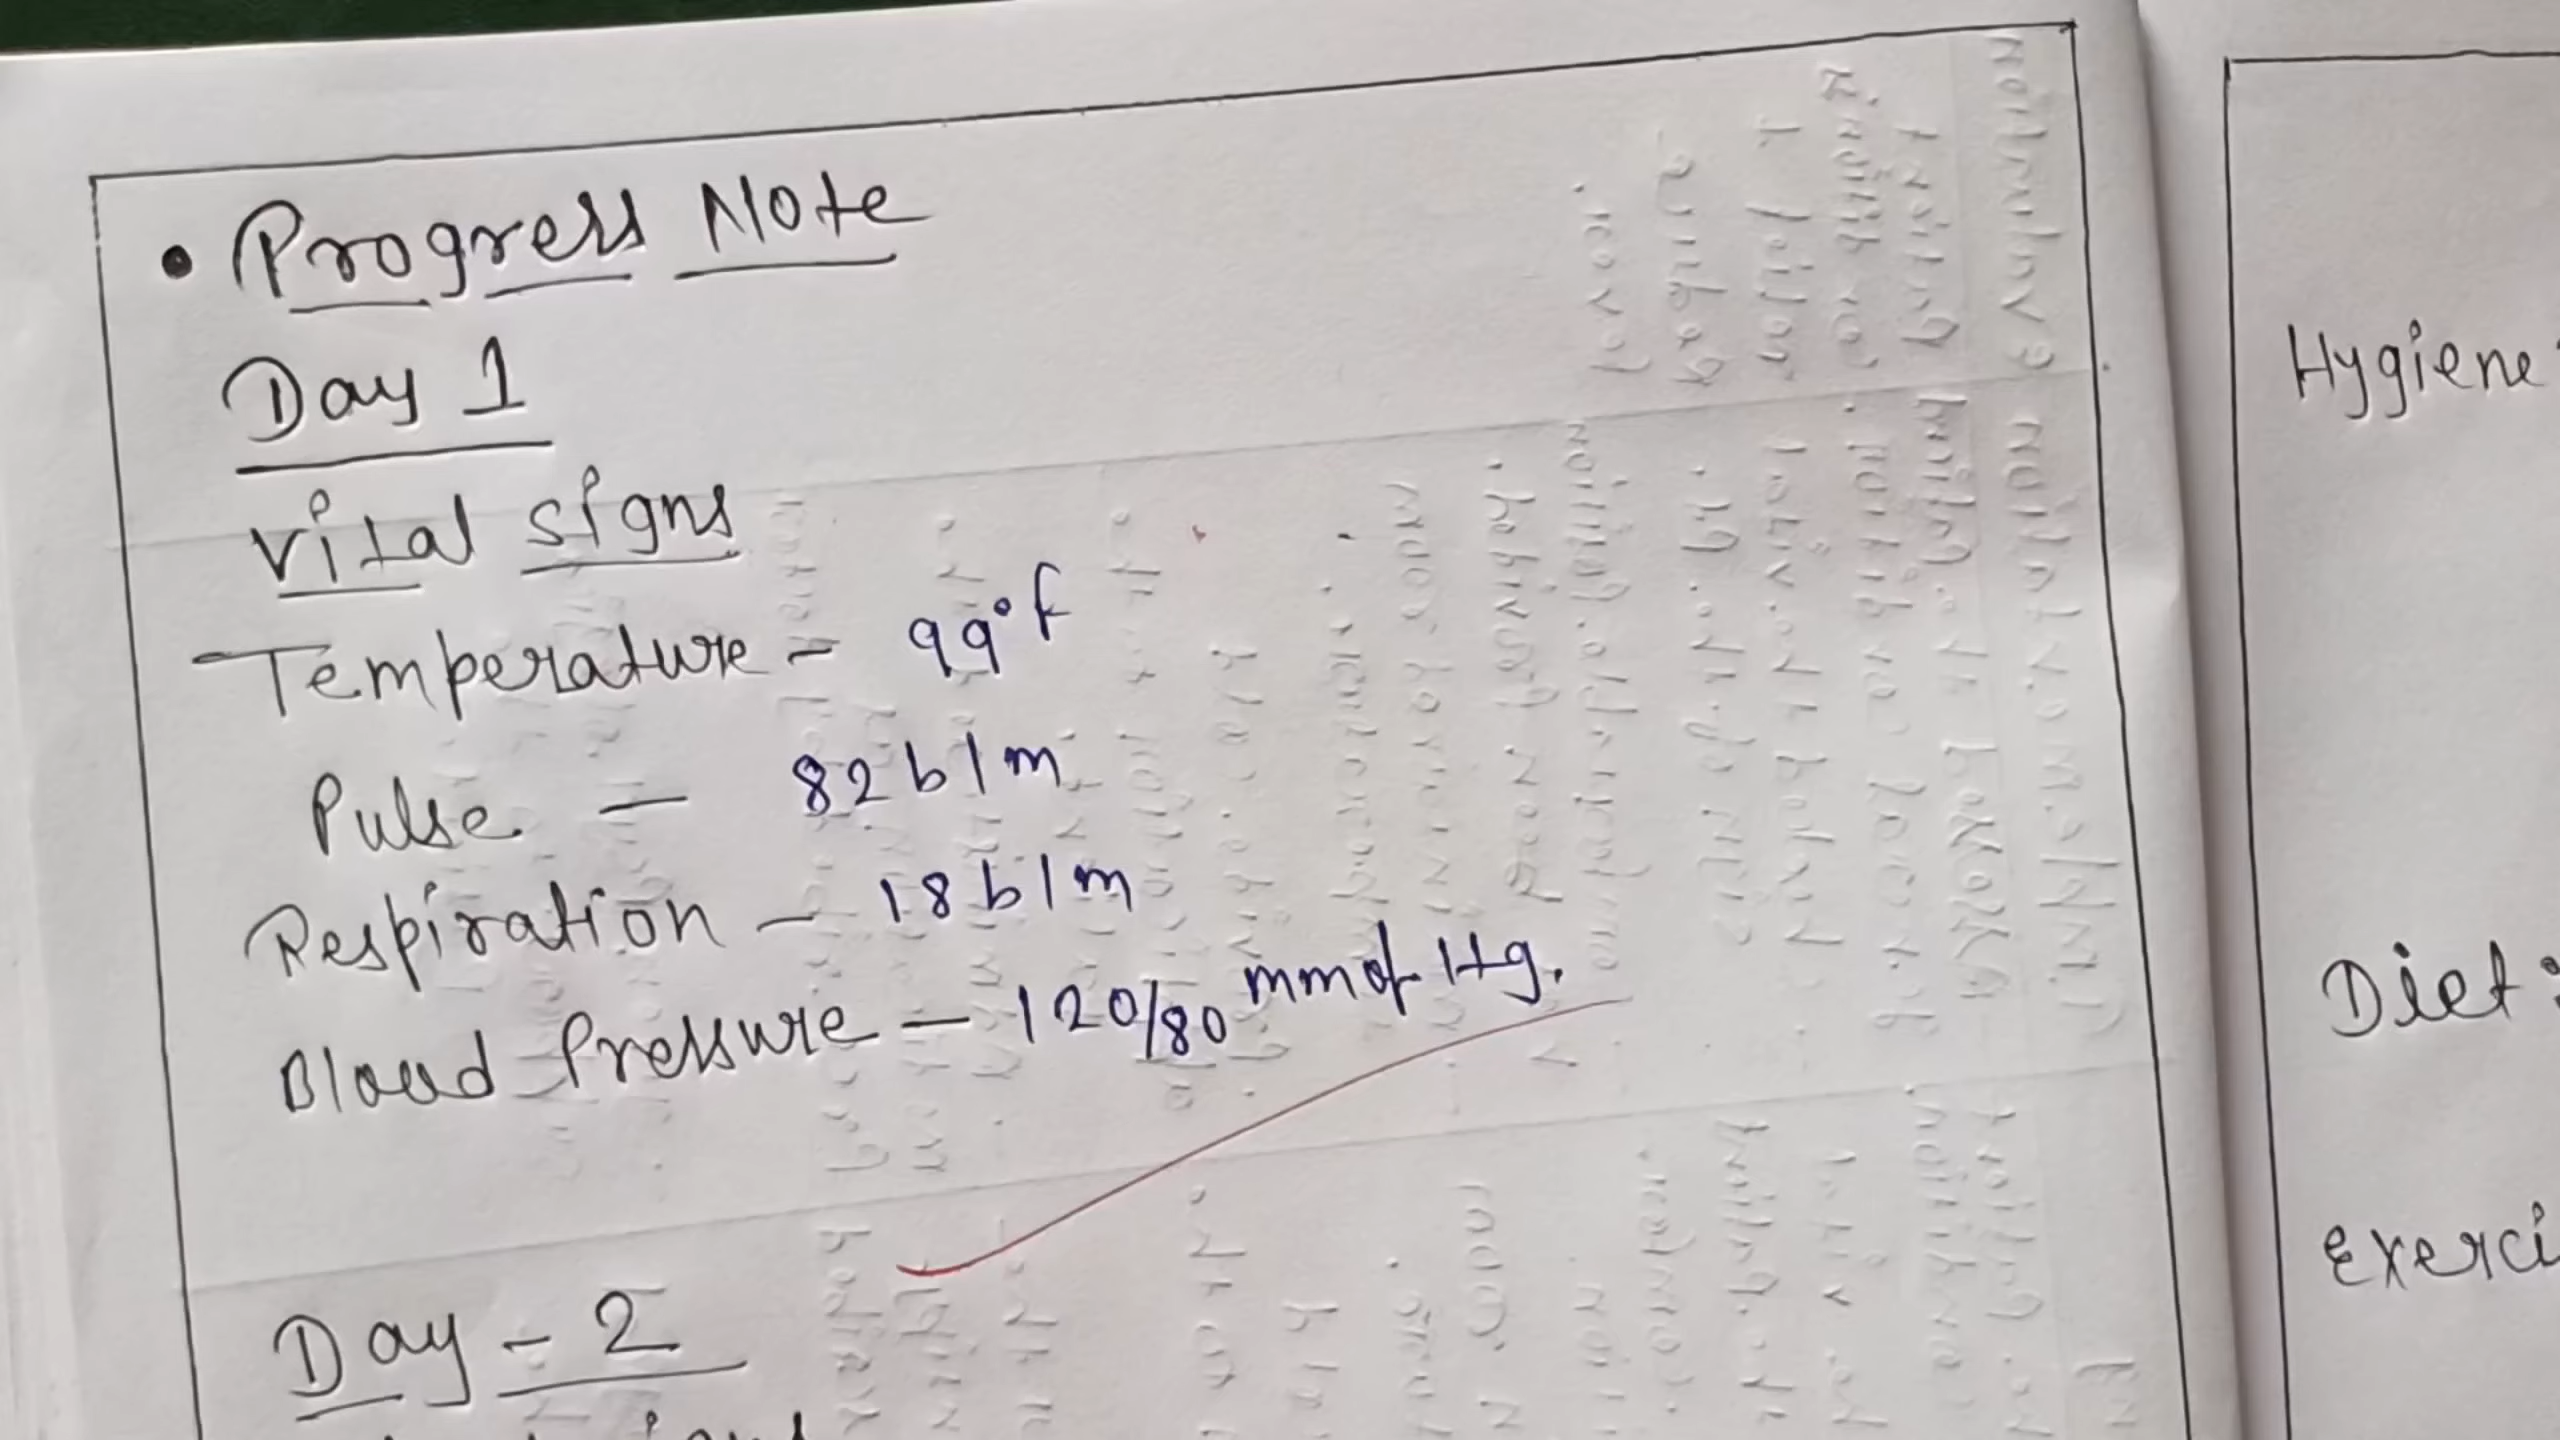 • Progress Note
Day 1
Vital signs
Temperature = 99°f
Pulse — 82 b/m
Respiration — 18 b/m
Blood Pressure — 120/80 mm of Hg.
Day - 2
Hygiene
Diet :